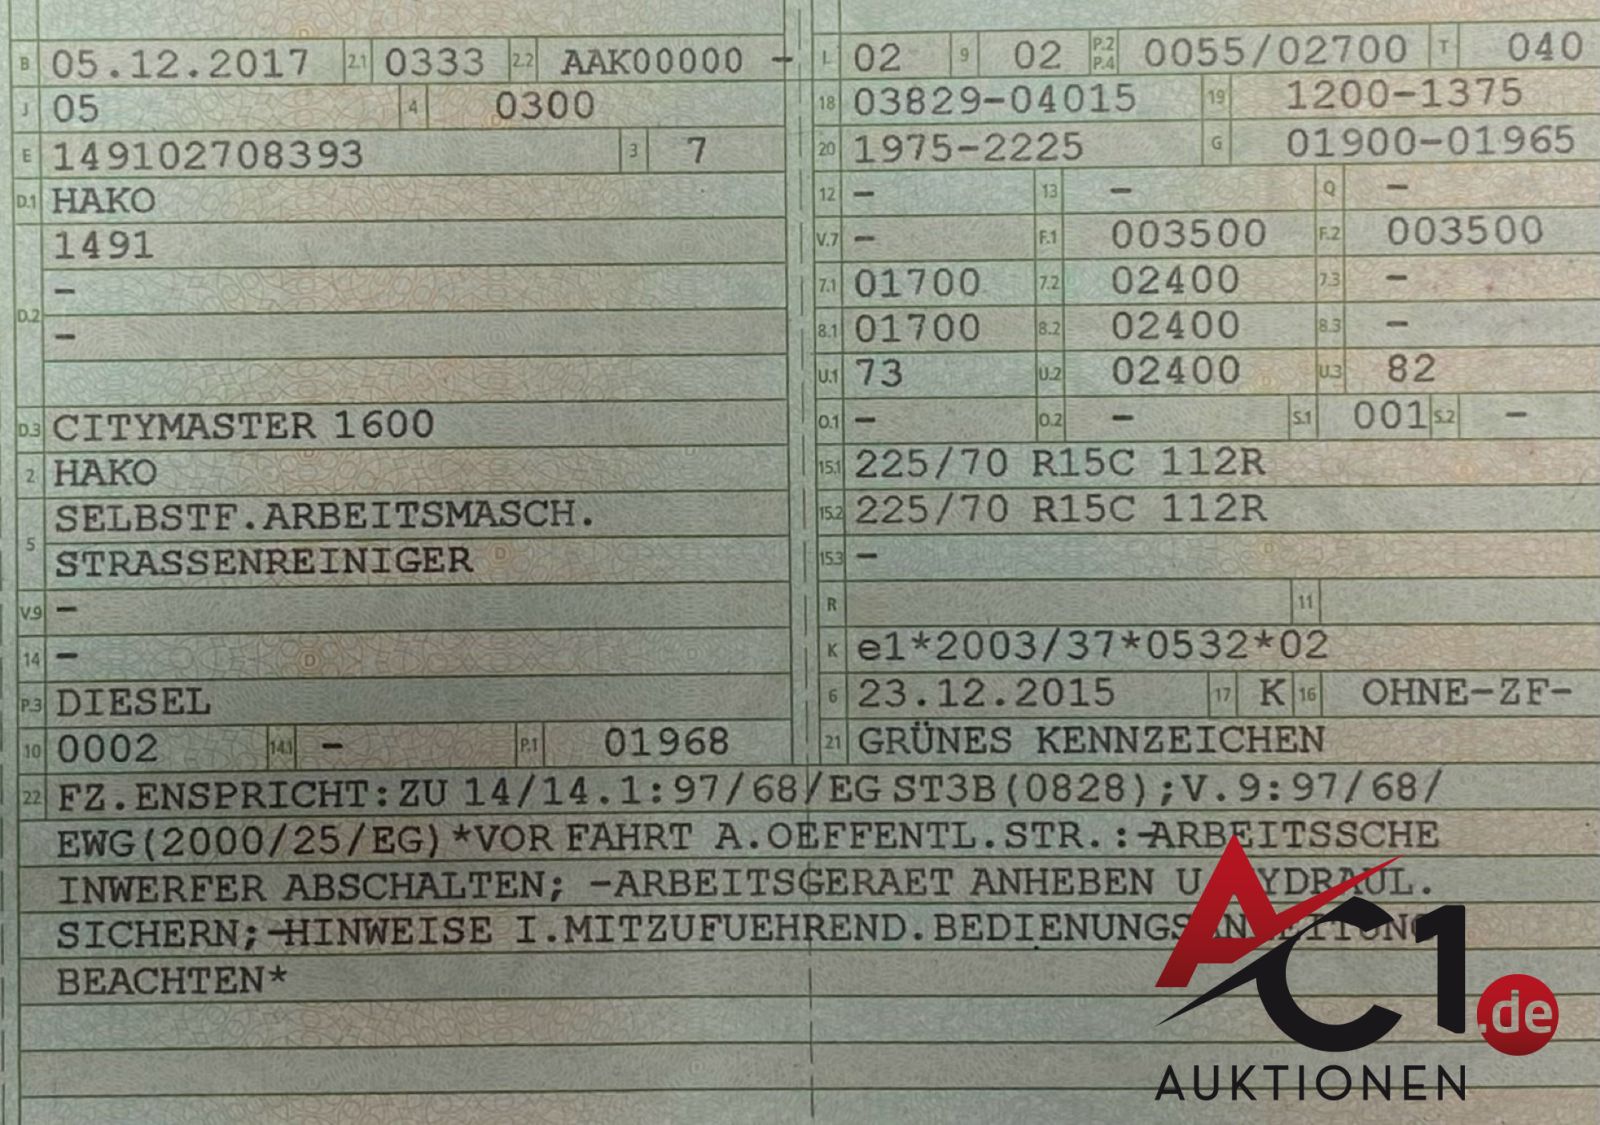 B 05.12.2017 2.1 0333 2.2 AAK00000 -
J 05 4 0300
E 149102708393 3 7
D.1 HAKO
1491
-
D.2
-
D.3 CITYMASTER 1600
2 HAKO
SELBSTF.ARBEITSMASCH.
5
STRASSENREINIGER
V.9 -
14 -
P.3 DIESEL
10 0002 14.1 - P.1 01968
L 02 9 02 P.2 P.4 0055/02700 T 040
18 03829-04015 19 1200-1375
20 1975-2225 G 01900-01965
12 - 13 - Q -
V.7 - F.1 003500 F.2 003500
7.1 01700 7.2 02400 7.3 -
8.1 01700 8.2 02400 8.3 -
U.1 73 U.2 02400 U.3 82
O.1 - O.2 - S.1 001 S.2 -
15.1 225/70 R15C 112R
15.2 225/70 R15C 112R
15.3 -
R 11
K e1*2003/37*0532*02
6 23.12.2015 17 K 16 OHNE-ZF-
21 GRÜNES KENNZEICHEN
22 FZ.ENSPRICHT:ZU 14/14.1:97/68/EG ST3B(0828);V.9:97/68/
EWG(2000/25/EG)*VOR FAHRT A.OEFFENTL.STR.:-ARBEITSSCHE
INWERFER ABSCHALTEN; -ARBEITSGERAET ANHEBEN U.HYDRAUL.
SICHERN;-HINWEISE I.MITZUFUEHREND.BEDIENUNGSANLEITUNG
BEACHTEN*
AC1.de
AUKTIONEN